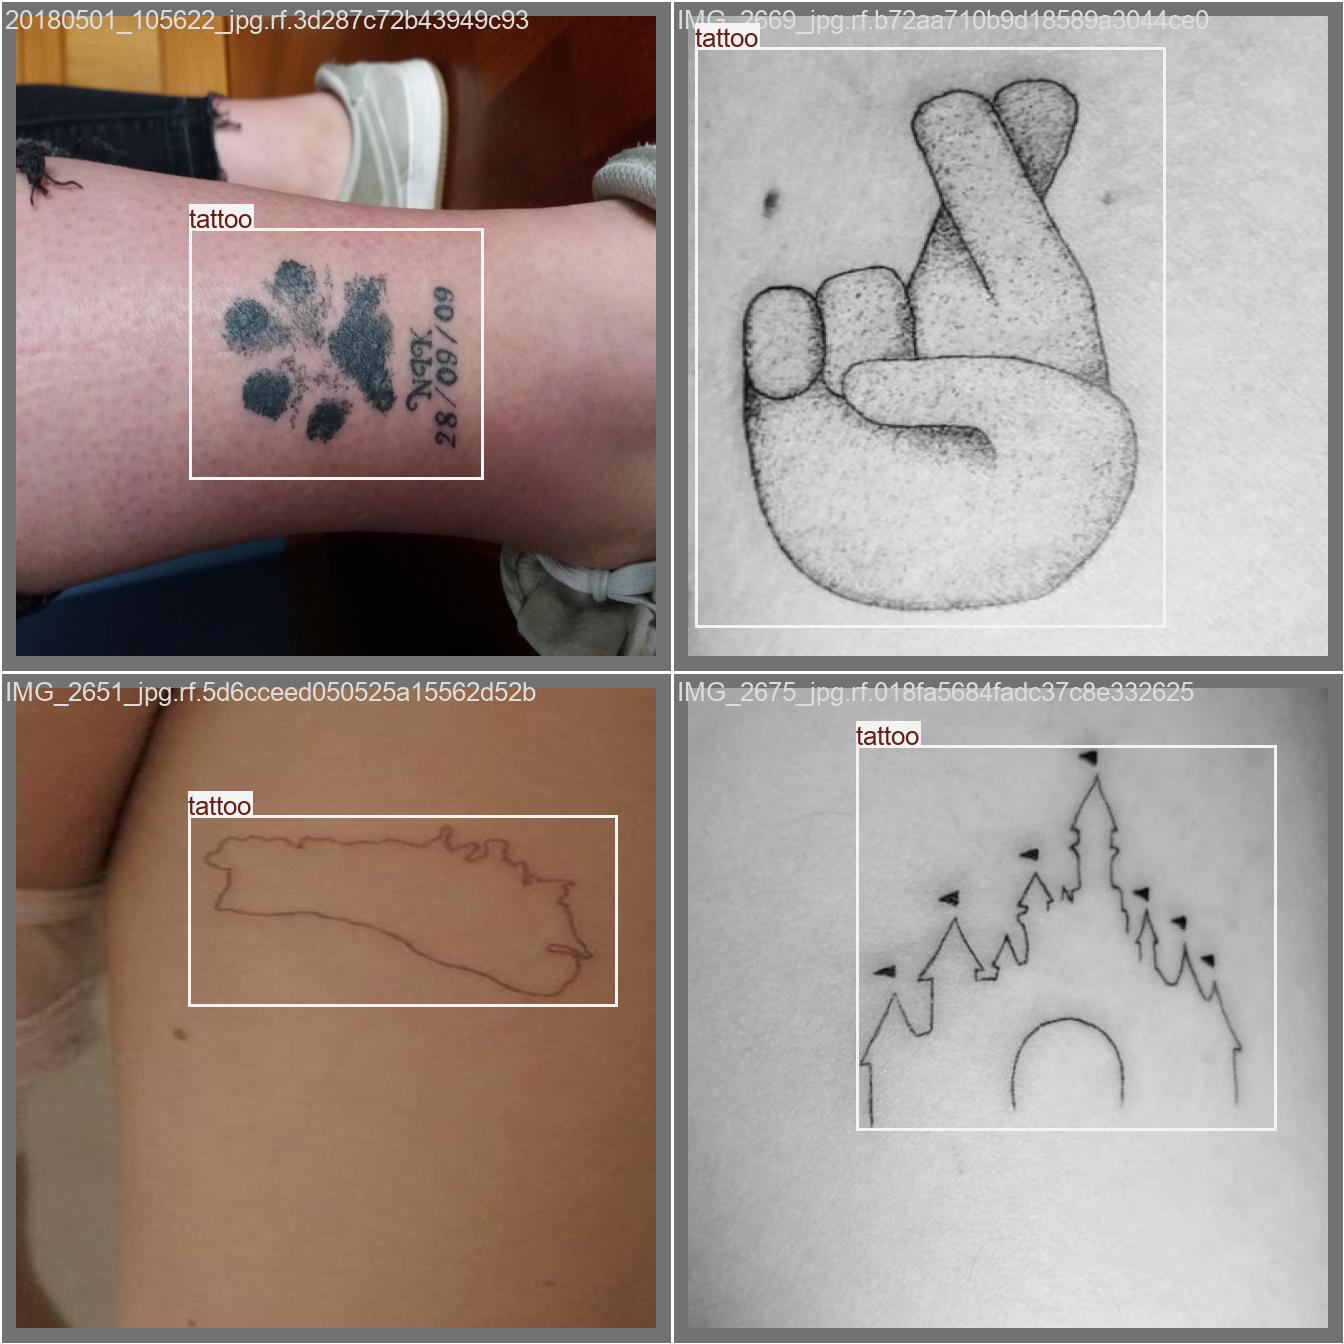 20180501_105622_jpg.rf.3d287c72b43949c93
tattoo
NIK
28/09/09
IMG_2669_jpg.rf.b72aa710b9d18589a3044ce0
tattoo
IMG_2651_jpg.rf.5d6cceed050525a15562d52b
tattoo
IMG_2675_jpg.rf.018fa5684fadc37c8e332625
tattoo